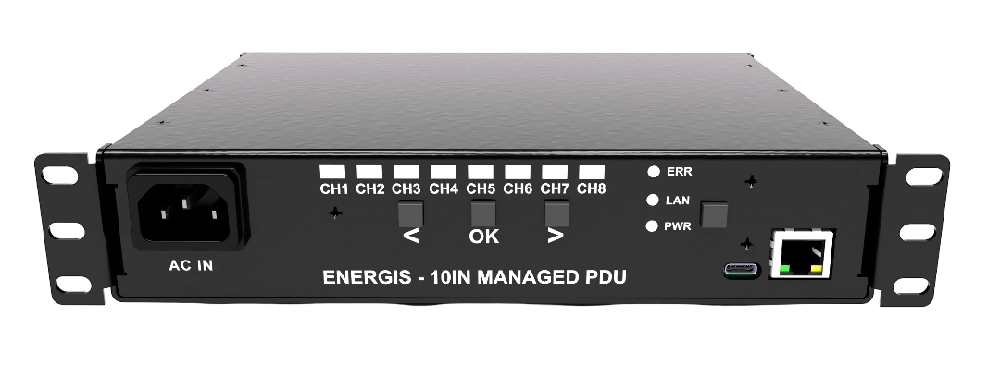 CH1 CH2 CH3 CH4 CH5 CH6 CH7 CH8
< OK >
ERR
LAN
PWR
AC IN
ENERGIS - 10IN MANAGED PDU